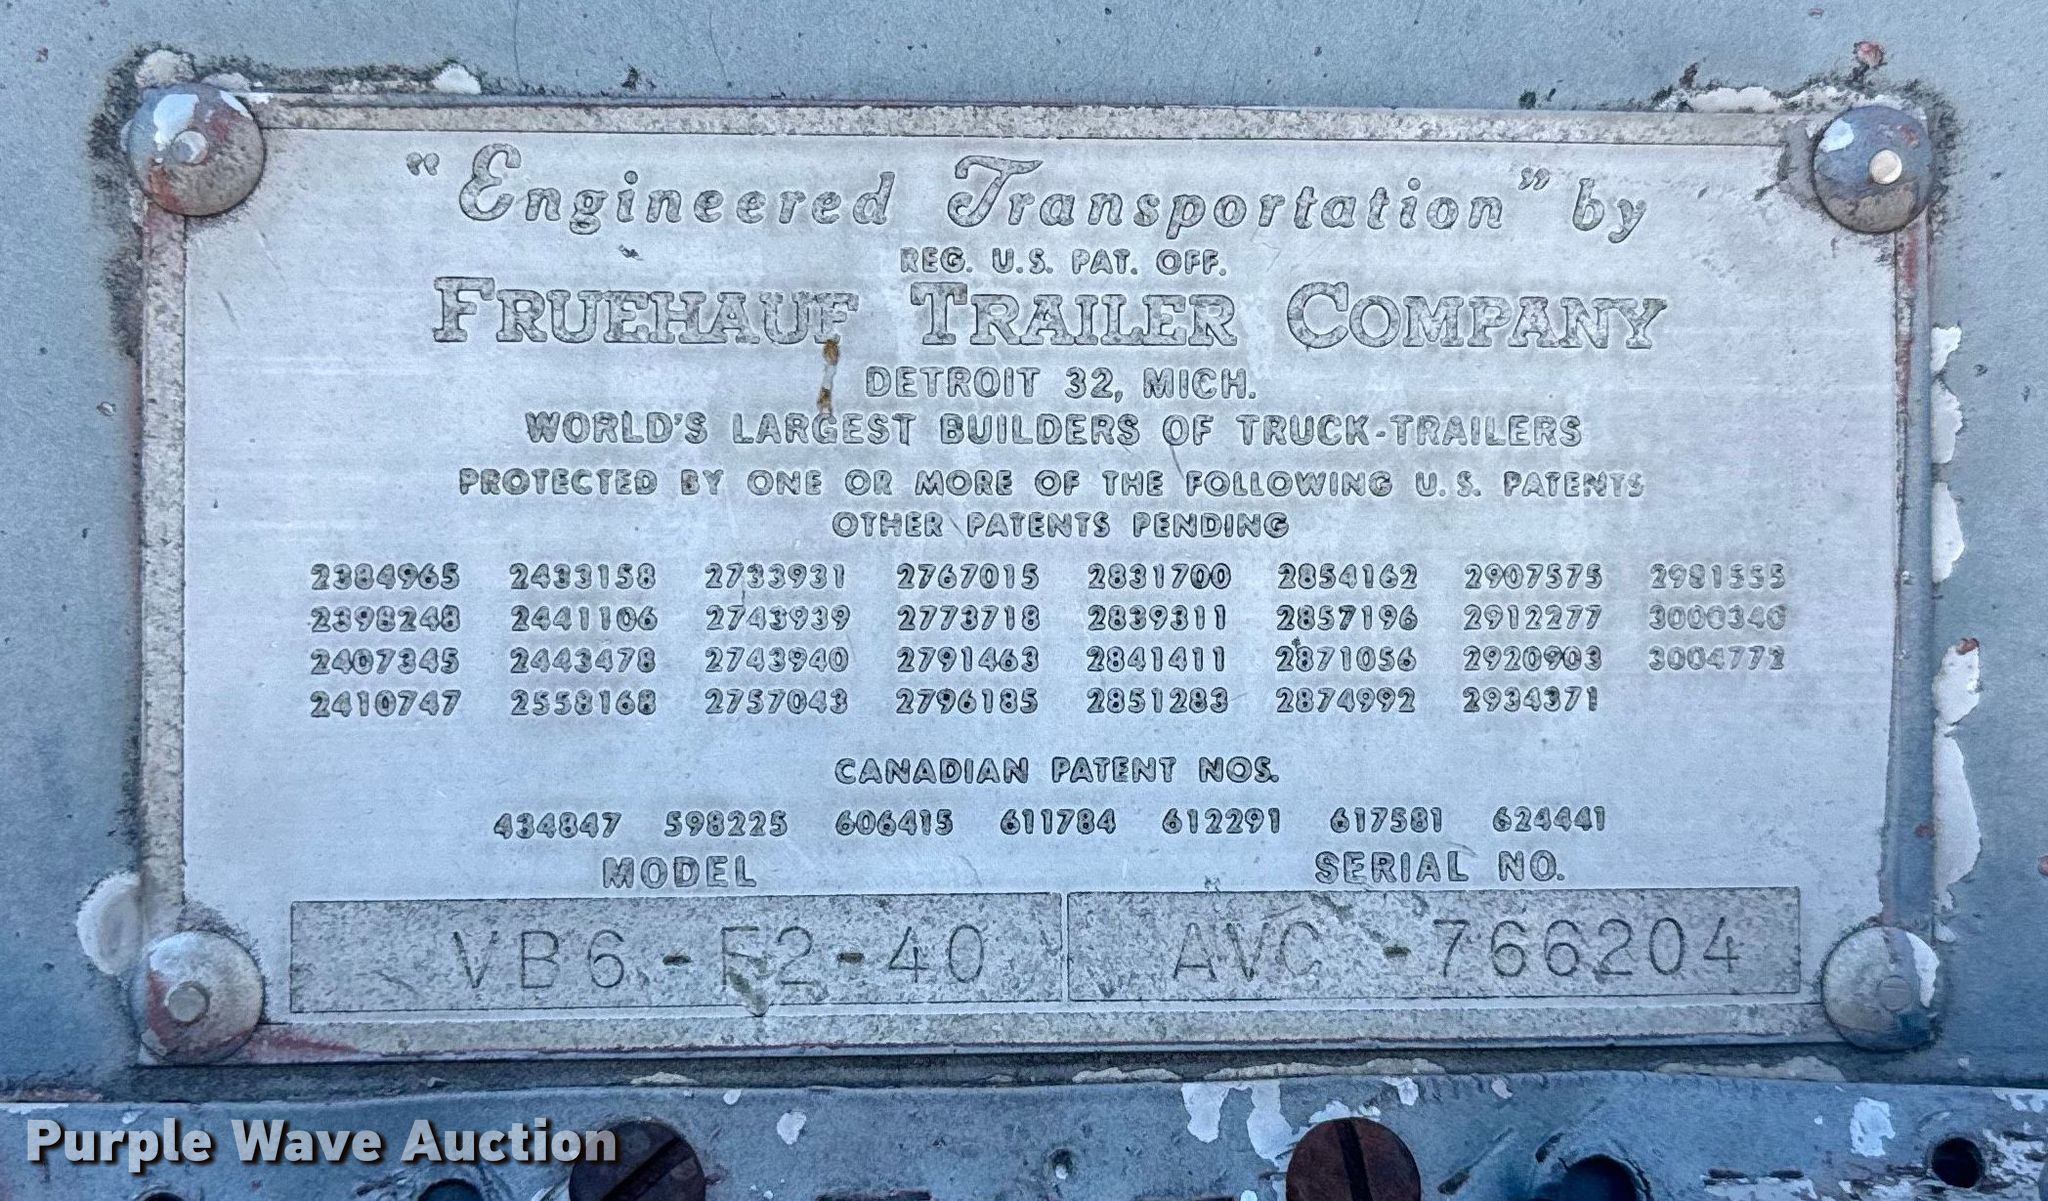 "Engineered Transportation" by
REG. U.S. PAT. OFF.
FRUEHAUF TRAILER COMPANY
DETROIT 32, MICH.
WORLD'S LARGEST BUILDERS OF TRUCK-TRAILERS
PROTECTED BY ONE OR MORE OF THE FOLLOWING U.S. PATENTS
OTHER PATENTS PENDING
2384965 2433158 2733931 2767015 2831700 2854162 2907575 2981555
2398248 2441106 2743939 2773718 2839311 2857196 2912277 3000340
2407345 2443478 2743940 2791463 2841411 2871056 2920903 3004772
2410747 2558168 2757043 2796185 2851283 2874992 2934371
CANADIAN PATENT NOS.
434847 598225 606415 611784 612291 617581 624441
MODEL SERIAL NO.
VB6-F2-40 AVC-766204
Purple Wave Auction